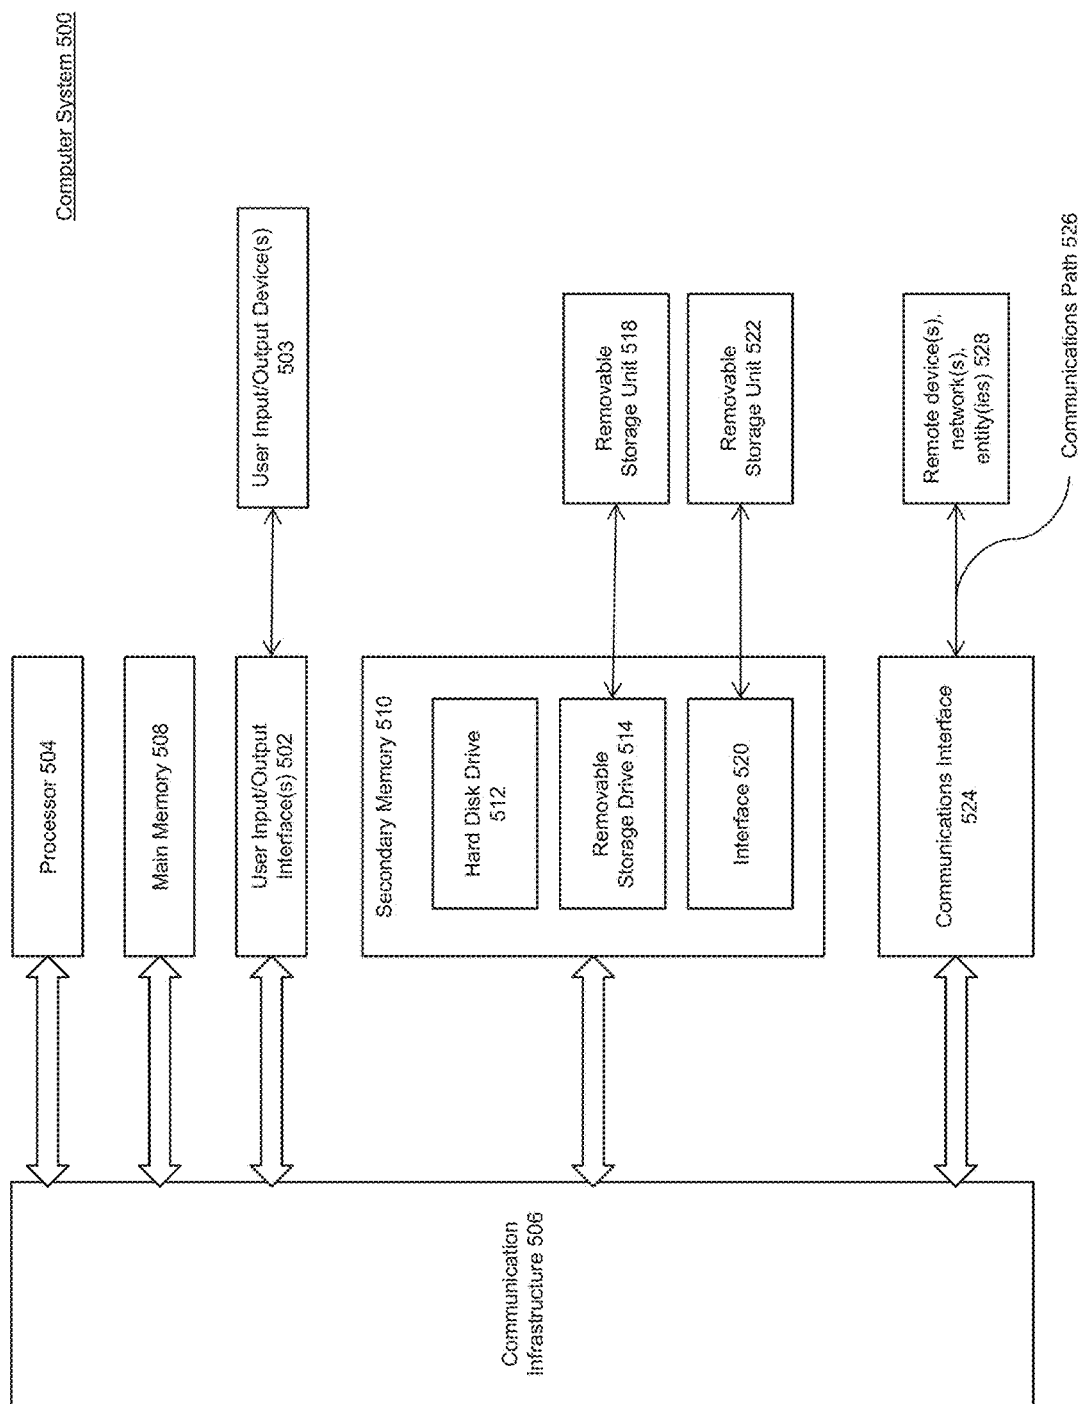 Computer System 500
Processor 504
Main Memory 508
User Input/Output
Interface(s) 502
User Input/Output Device(s)
503
Communication
Infrastructure 506
Secondary Memory 510
Hard Disk Drive
512
Removable
Storage Drive 514
Removable
Storage Unit 518
Interface 520
Removable
Storage Unit 522
Communications Interface
524
Remote device(s),
network(s),
entity(ies) 528
Communications Path 526